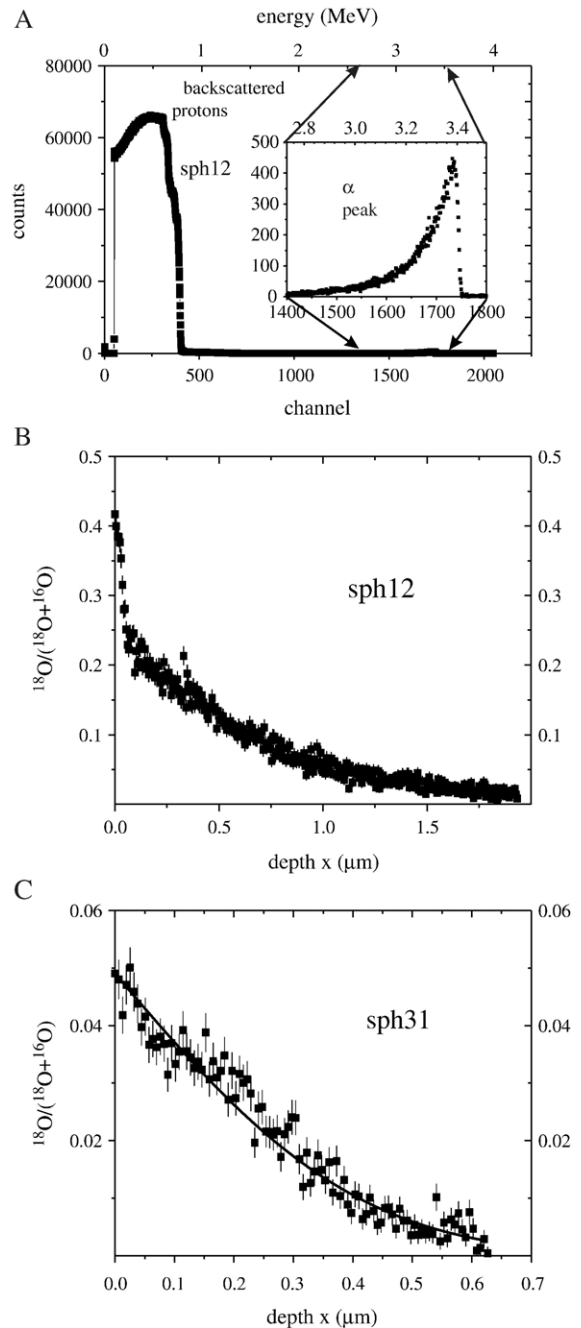 A
energy (MeV)
0 1 2 3 4
80000
60000
40000
20000
0
counts
backscattered
protons
sph12
2.8 3.0 3.2 3.4
500
400
300
200
100
0
α
peak
1400 1500 1600 1700 1800
0 500 1000 1500 2000
channel
B
0.5 0.5
0.4 0.4
0.3 0.3
0.2 0.2
0.1 0.1
¹⁸O/(¹⁸O+¹⁶O)
sph12
0.0 0.5 1.0 1.5
depth x (μm)
C
0.06 0.06
0.04 0.04
0.02 0.02
¹⁸O/(¹⁸O+¹⁶O)
sph31
0.0 0.1 0.2 0.3 0.4 0.5 0.6 0.7
depth x (μm)